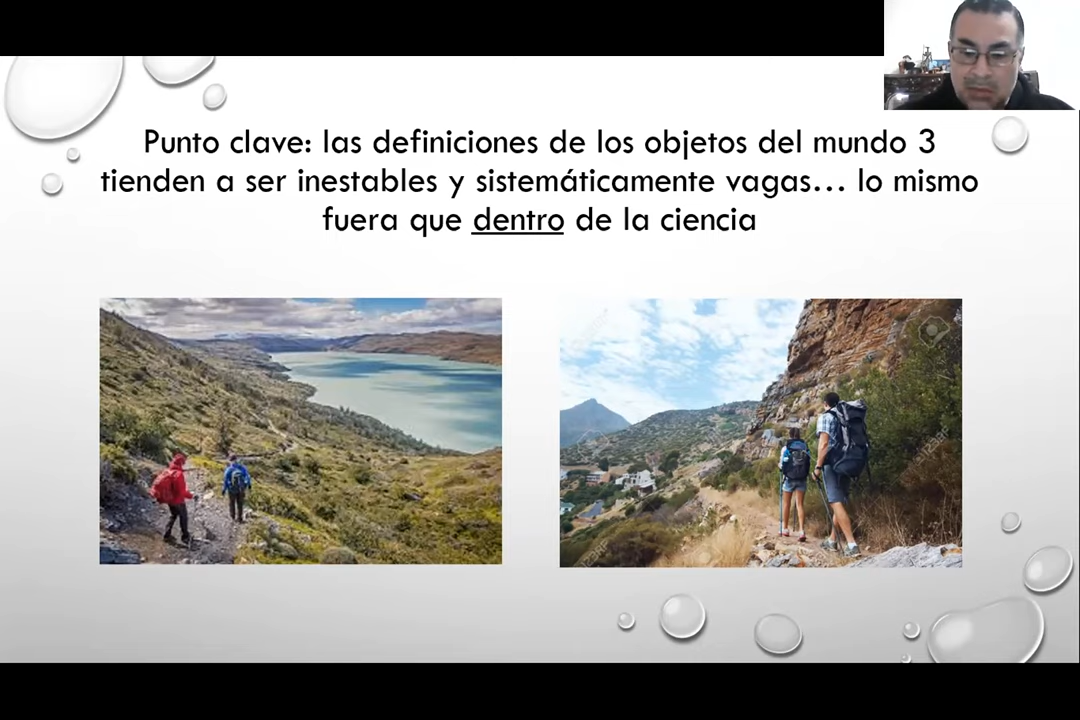 Punto clave: las definiciones de los objetos del mundo 3
tienden a ser inestables y sistemáticamente vagas… lo mismo
fuera que dentro de la ciencia